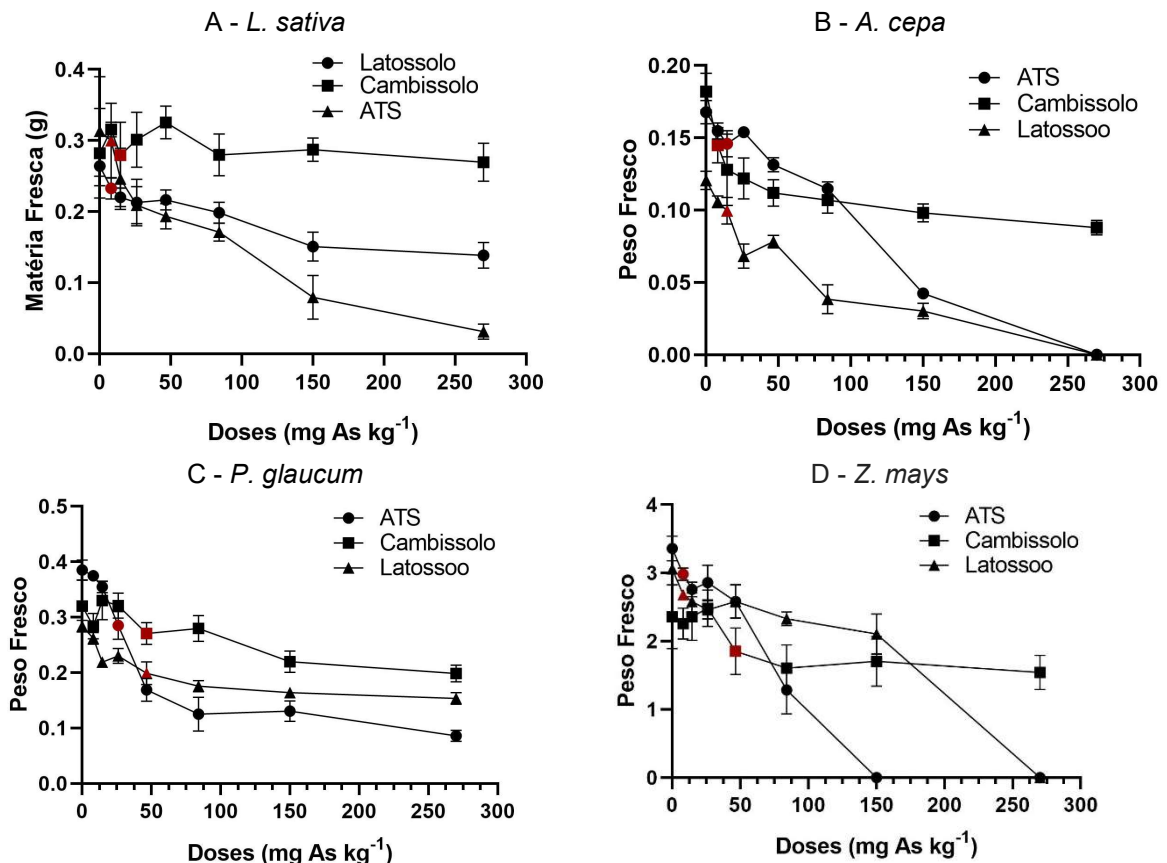 A - L. sativa
Latossolo
Cambissolo
ATS
Matéria Fresca (g)
0.4
0.3
0.2
0.1
0.0
0 50 100 150 200 250 300
Doses (mg As kg-1)
B - A. cepa
ATS
Cambissolo
Latossoo
Peso Fresco
0.20
0.15
0.10
0.05
0.00
0 50 100 150 200 250 300
Doses (mg As kg-1)
C - P. glaucum
ATS
Cambissolo
Latossoo
Peso Fresco
0.5
0.4
0.3
0.2
0.1
0.0
0 50 100 150 200 250 300
Doses (mg As kg-1)
D - Z. mays
ATS
Cambissolo
Latossoo
Peso Fresco
4
3
2
1
0
0 50 100 150 200 250 300
Doses (mg As kg-1)